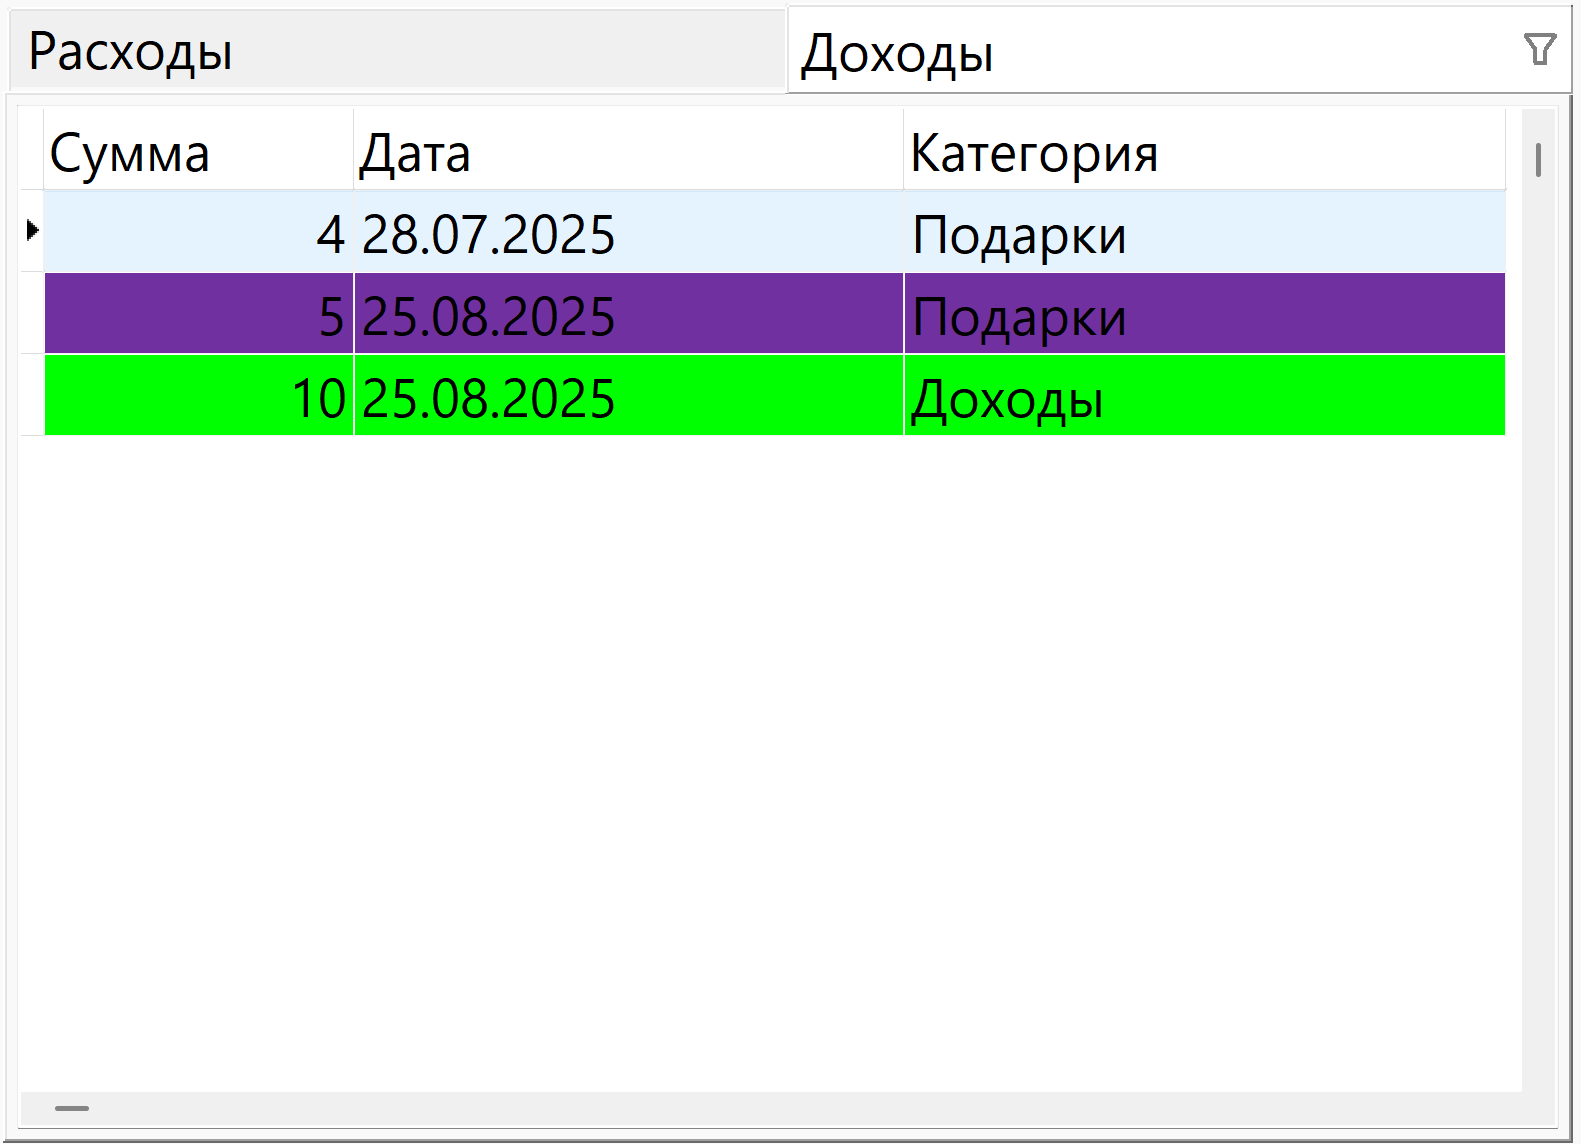 Расходы Доходы
Сумма Дата Категория
4 28.07.2025 Подарки
5 25.08.2025 Подарки
10 25.08.2025 Доходы